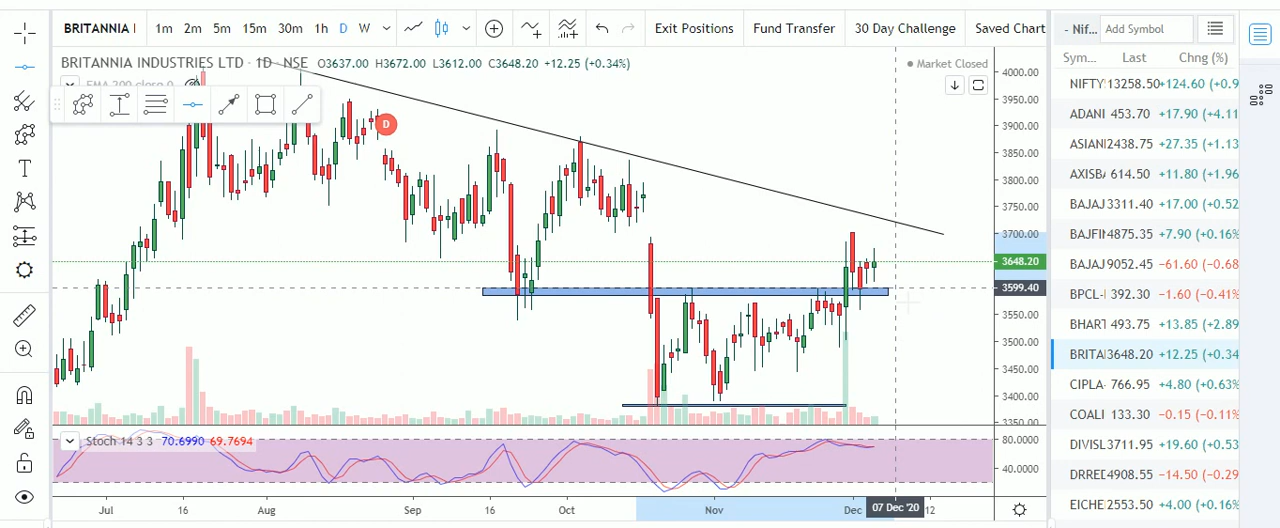 BRITANNIA I 1m 2m 5m 15m 30m 1h D W Exit Positions Fund Transfer 30 Day Challenge Saved Chart
- Nif... Add Symbol
BRITANNIA INDUSTRIES LTD · 1D · NSE O3637.00 H3672.00 L3612.00 C3648.20 +12.25 (+0.34%)
Market Closed
Sym... Last Chng (%)
EMA 200 close 0
NIFTY 13258.50 +124.60 (+0.9
ADANI 453.70 +17.90 (+4.11
ASIANI 2438.75 +27.35 (+1.13
AXISBA 614.50 +11.80 (+1.96
BAJAJ 3311.40 +17.00 (+0.52
BAJFIN 4875.35 +7.90 (+0.16%
BAJAJ 9052.45 -61.60 (-0.68
BPCL-I 392.30 -1.60 (-0.41%
BHART 493.75 +13.85 (+2.89
BRITAI 3648.20 +12.25 (+0.34
CIPLA- 766.95 +4.80 (+0.63%
COALI 133.30 -0.15 (-0.11%
DIVISL 3711.95 +19.60 (+0.53
DRREE 4908.55 -14.50 (-0.29
EICHE 2553.50 +4.00 (+0.16%
D
4000.00
3950.00
3900.00
3850.00
3800.00
3750.00
3700.00
3648.20
3599.40
3550.00
3500.00
3450.00
3400.00
3350.00
Stoch 14 3 3 70.6990 69.7694
80.0000
40.0000
Jul 16 Aug Sep 16 Oct Nov Dec 07 Dec '20 12